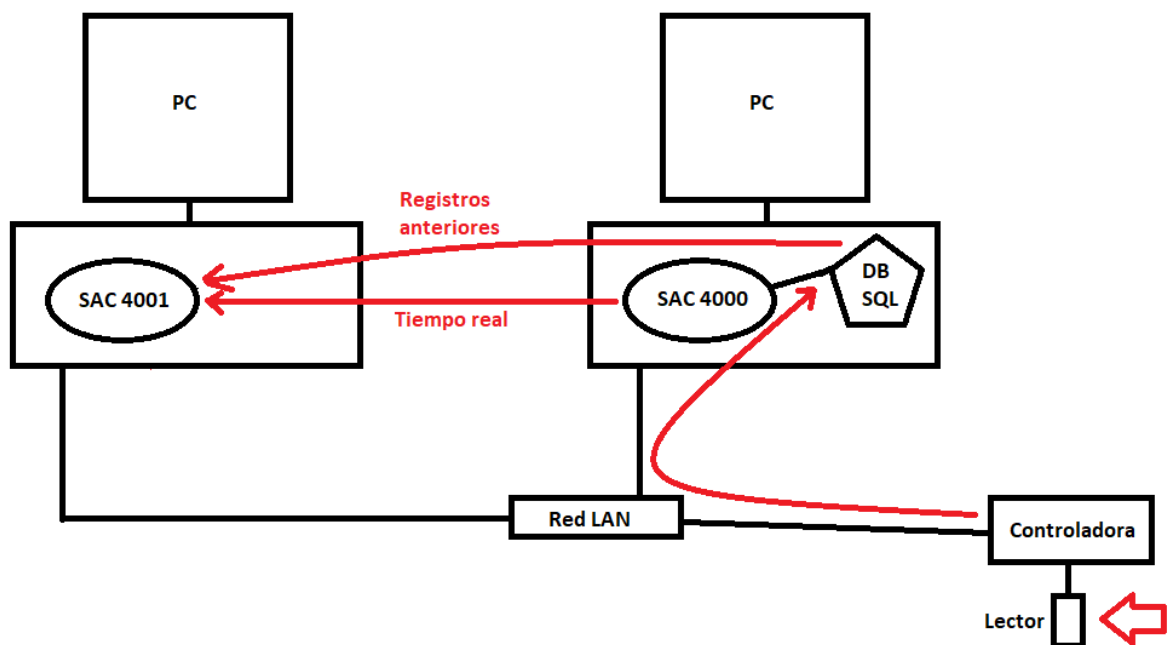 PC
PC
Registros
anteriores
SAC 4001
SAC 4000
DB
SQL
Tiempo real
Red LAN
Controladora
Lector